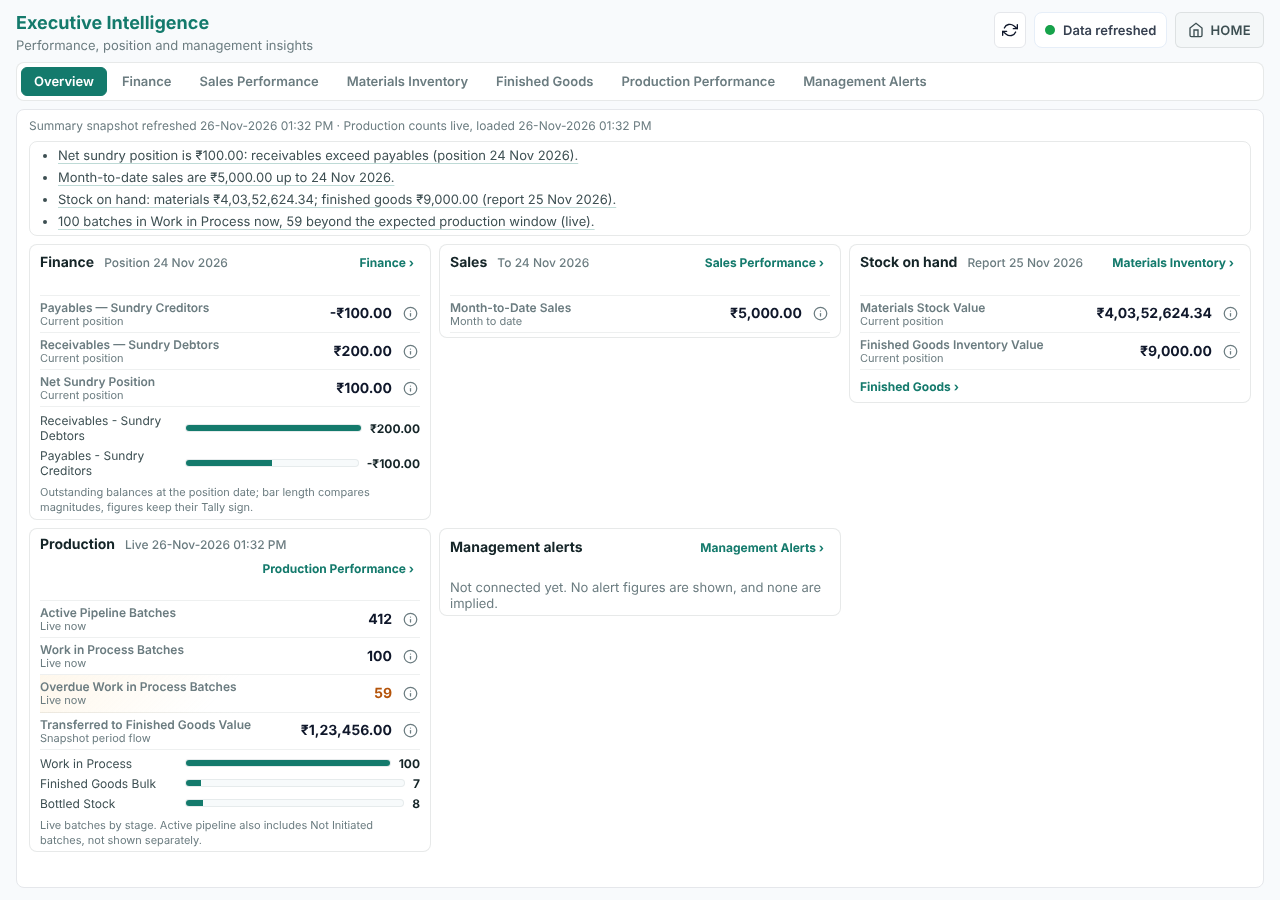 Executive Intelligence
Performance, position and management insights
Data refreshed
HOME
Overview
Finance
Sales Performance
Materials Inventory
Finished Goods
Production Performance
Management Alerts
Summary snapshot refreshed 26-Nov-2026 01:32 PM · Production counts live, loaded 26-Nov-2026 01:32 PM
• Net sundry position is ₹100.00: receivables exceed payables (position 24 Nov 2026).
• Month-to-date sales are ₹5,000.00 up to 24 Nov 2026.
• Stock on hand: materials ₹4,03,52,624.34; finished goods ₹9,000.00 (report 25 Nov 2026).
• 100 batches in Work in Process now, 59 beyond the expected production window (live).
Finance Position 24 Nov 2026 Finance ›
Payables — Sundry Creditors
Current position
-₹100.00
Receivables — Sundry Debtors
Current position
₹200.00
Net Sundry Position
Current position
₹100.00
Receivables - Sundry
Debtors
₹200.00
Payables - Sundry
Creditors
-₹100.00
Outstanding balances at the position date; bar length compares
magnitudes, figures keep their Tally sign.
Sales To 24 Nov 2026 Sales Performance ›
Month-to-Date Sales
Month to date
₹5,000.00
Stock on hand Report 25 Nov 2026 Materials Inventory ›
Materials Stock Value
Current position
₹4,03,52,624.34
Finished Goods Inventory Value
Current position
₹9,000.00
Finished Goods ›
Production Live 26-Nov-2026 01:32 PM
Production Performance ›
Active Pipeline Batches
Live now
412
Work in Process Batches
Live now
100
Overdue Work in Process Batches
Live now
59
Transferred to Finished Goods Value
Snapshot period flow
₹1,23,456.00
Work in Process 100
Finished Goods Bulk 7
Bottled Stock 8
Live batches by stage. Active pipeline also includes Not Initiated
batches, not shown separately.
Management alerts Management Alerts ›
Not connected yet. No alert figures are shown, and none are
implied.